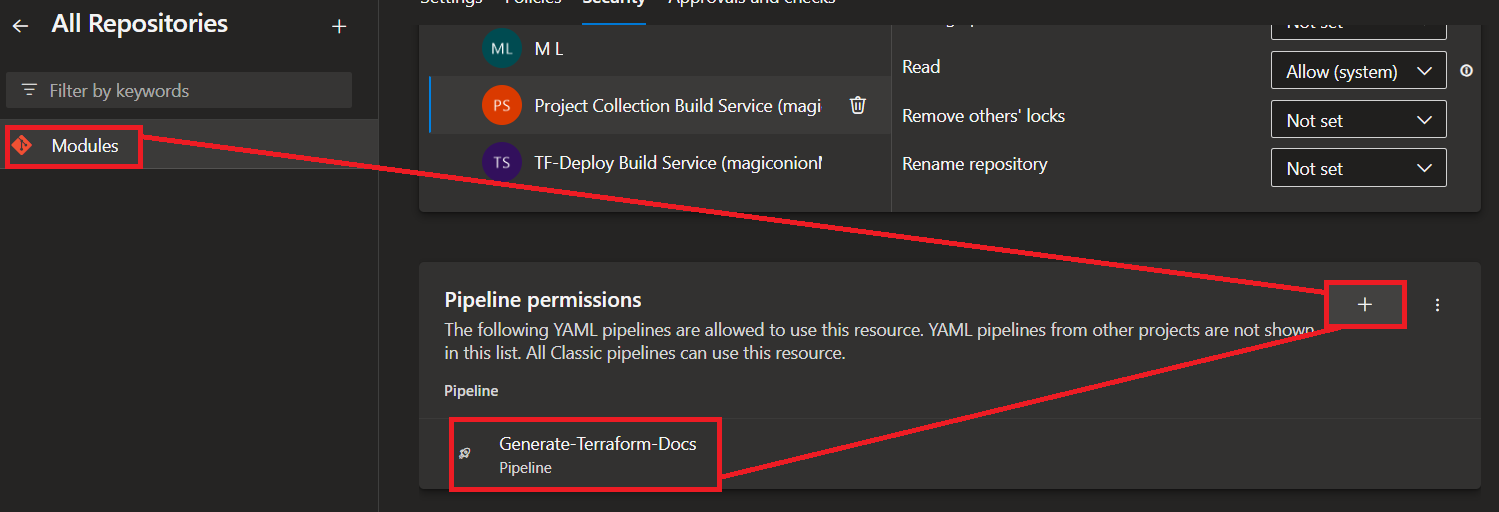 Settings Policies Security Approvals and checks
All Repositories
Filter by keywords
Modules
ML M L
PS Project Collection Build Service (magi
TS TF-Deploy Build Service (magiconionM
Not set
Read Allow (system)
Remove others' locks Not set
Rename repository Not set
Pipeline permissions
The following YAML pipelines are allowed to use this resource. YAML pipelines from other projects are not shown
in this list. All Classic pipelines can use this resource.
Pipeline
Generate-Terraform-Docs
Pipeline